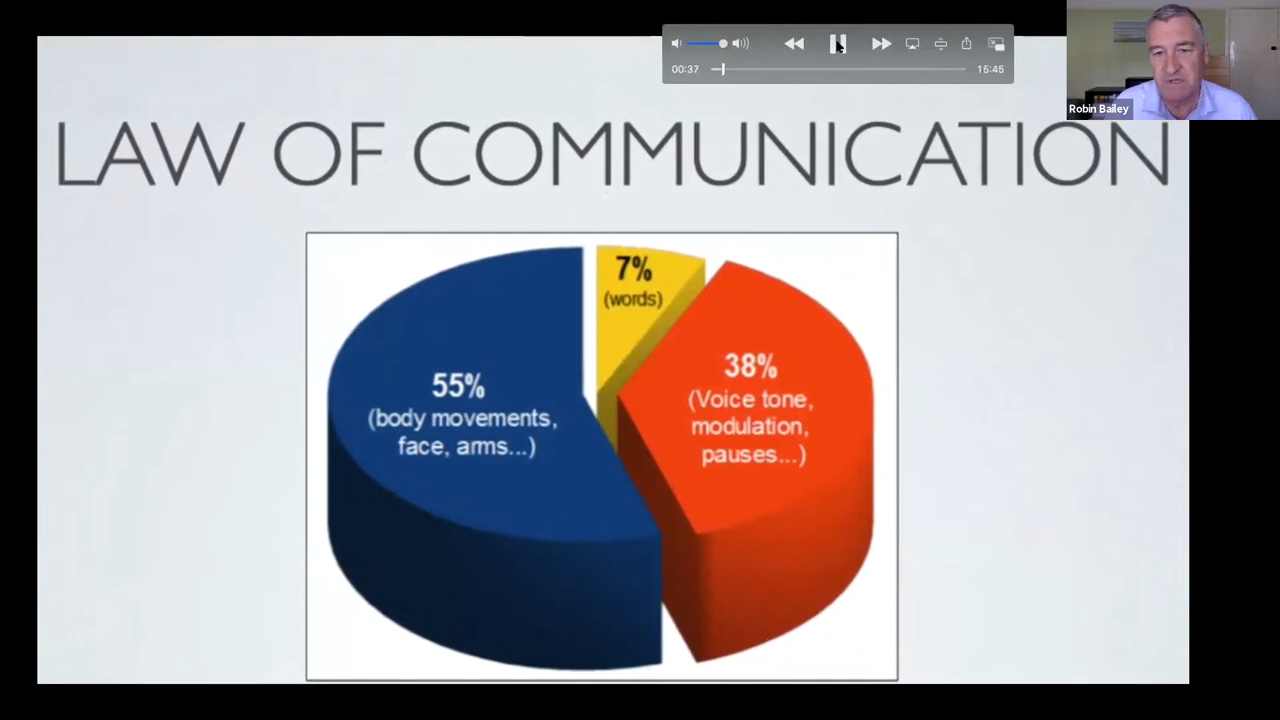 00:37
15:45
Robin Bailey
LAW OF COMMUNICATION
7%
(words)
55%
(body movements,
face, arms...)
38%
(Voice tone,
modulation,
pauses...)